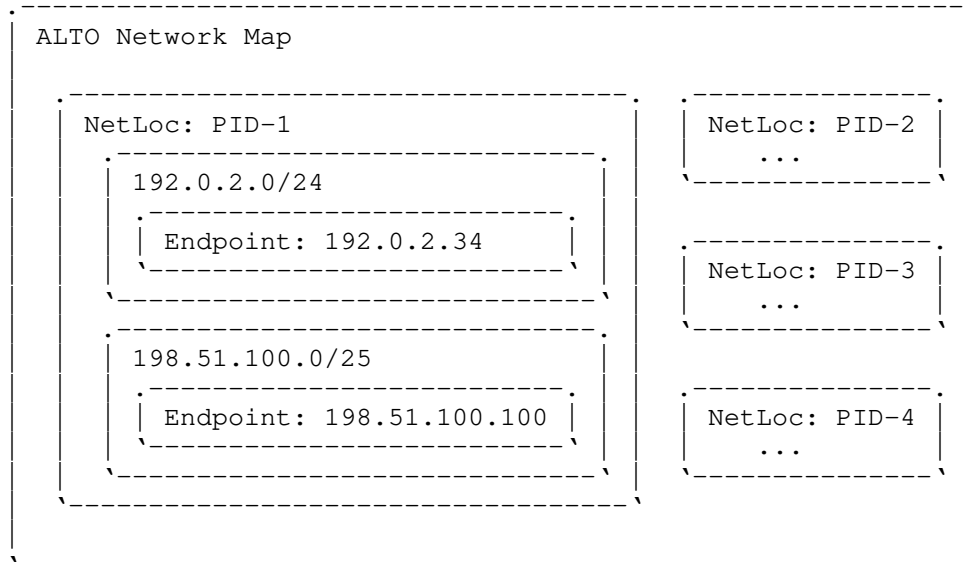 ALTO Network Map
NetLoc: PID-1
192.0.2.0/24
Endpoint: 192.0.2.34
198.51.100.0/25
Endpoint: 198.51.100.100
NetLoc: PID-2
...
NetLoc: PID-3
...
NetLoc: PID-4
...